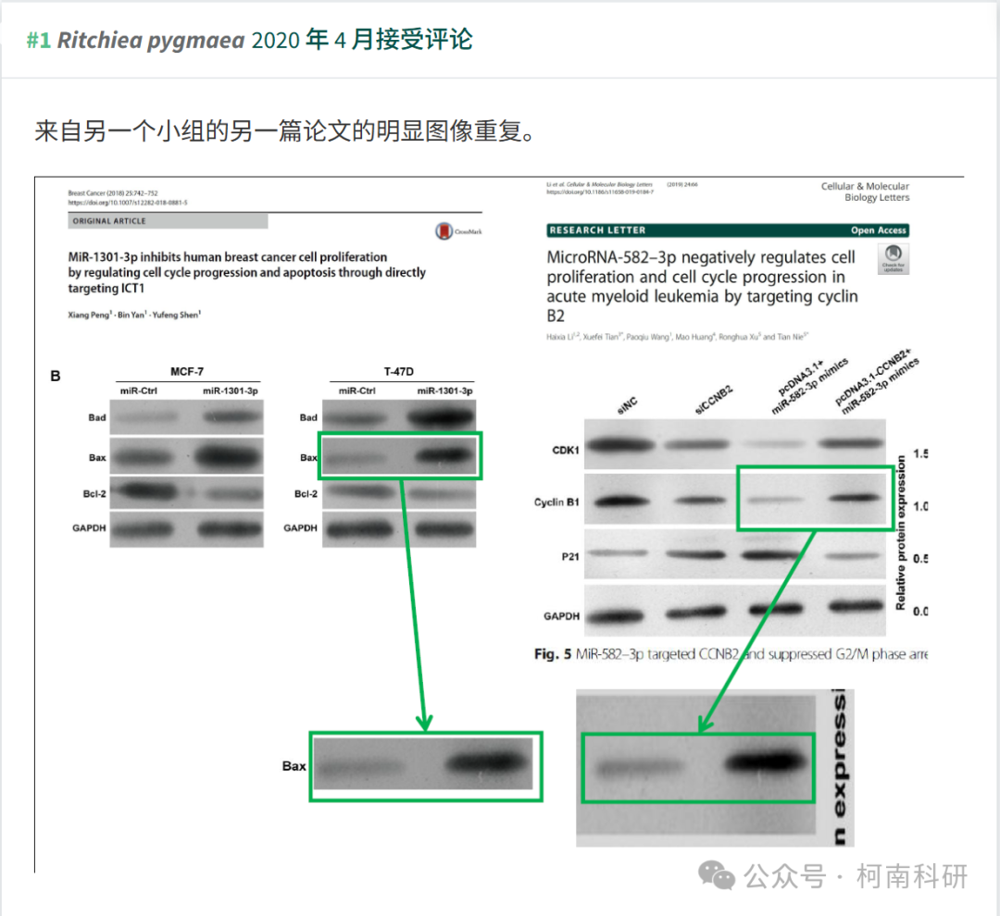 #1 Ritchiea pygmaea 2020 年 4 月接受评论
来自另一个小组的另一篇论文的明显图像重复。
Breast Cancer (2018) 25:742–752
https://doi.org/10.1007/s12282-018-0881-5
ORIGINAL ARTICLE
CrossMark
MiR-1301-3p inhibits human breast cancer cell proliferation
by regulating cell cycle progression and apoptosis through directly
targeting ICT1
Xiang Peng1 · Bin Yan1 · Yufeng Shen1
B
MCF-7
miR-Ctrl miR-1301-3p
Bad
Bax
Bcl-2
GAPDH
T-47D
miR-Ctrl miR-1301-3p
Bad
Bax
Bcl-2
GAPDH
Bax
Li et al. Cellular & Molecular Biology Letters (2019) 24:66
https://doi.org/10.1186/s11658-019-0184-7
Cellular & Molecular
Biology Letters
RESEARCH LETTER Open Access
Check for
updates
MicroRNA-582–3p negatively regulates cell
proliferation and cell cycle progression in
acute myeloid leukemia by targeting cyclin
B2
Haixia Li1,2, Xuefei Tian3*, Paoqiu Wang1, Mao Huang4, Ronghua Xu5 and Tian Nie5*
siNC
siCCNB2
pcDNA3.1+
miR-582-3p mimics
pcDNA3.1-CCNB2+
miR-582-3p mimics
CDK1
Cyclin B1
P21
GAPDH
Relative protein expression
1.5
1.0
0.5
0.0
Fig. 5 MiR-582–3p targeted CCNB2 and suppressed G2/M phase arre
n expressi
公众号 · 柯南科研